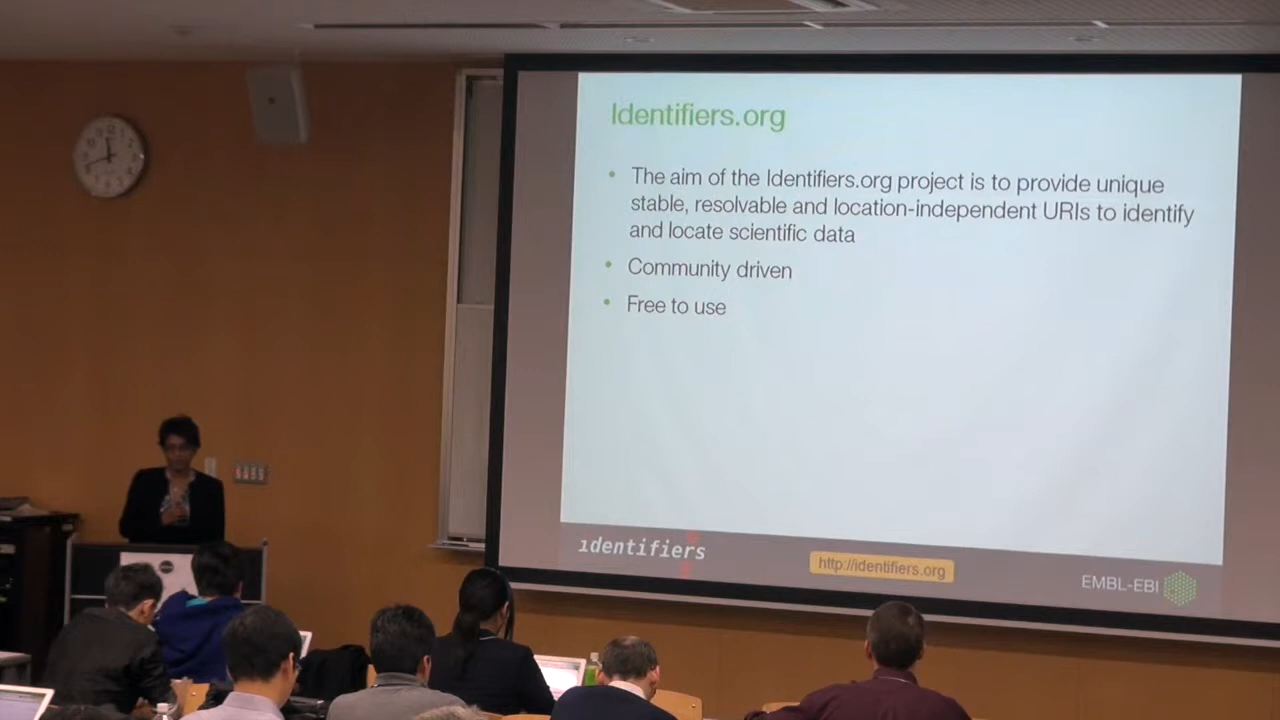 Identifiers.org
• The aim of the Identifiers.org project is to provide unique
stable, resolvable and location-independent URIs to identify
and locate scientific data
• Community driven
• Free to use
ıdentifiers
http://identifiers.org
EMBL-EBI